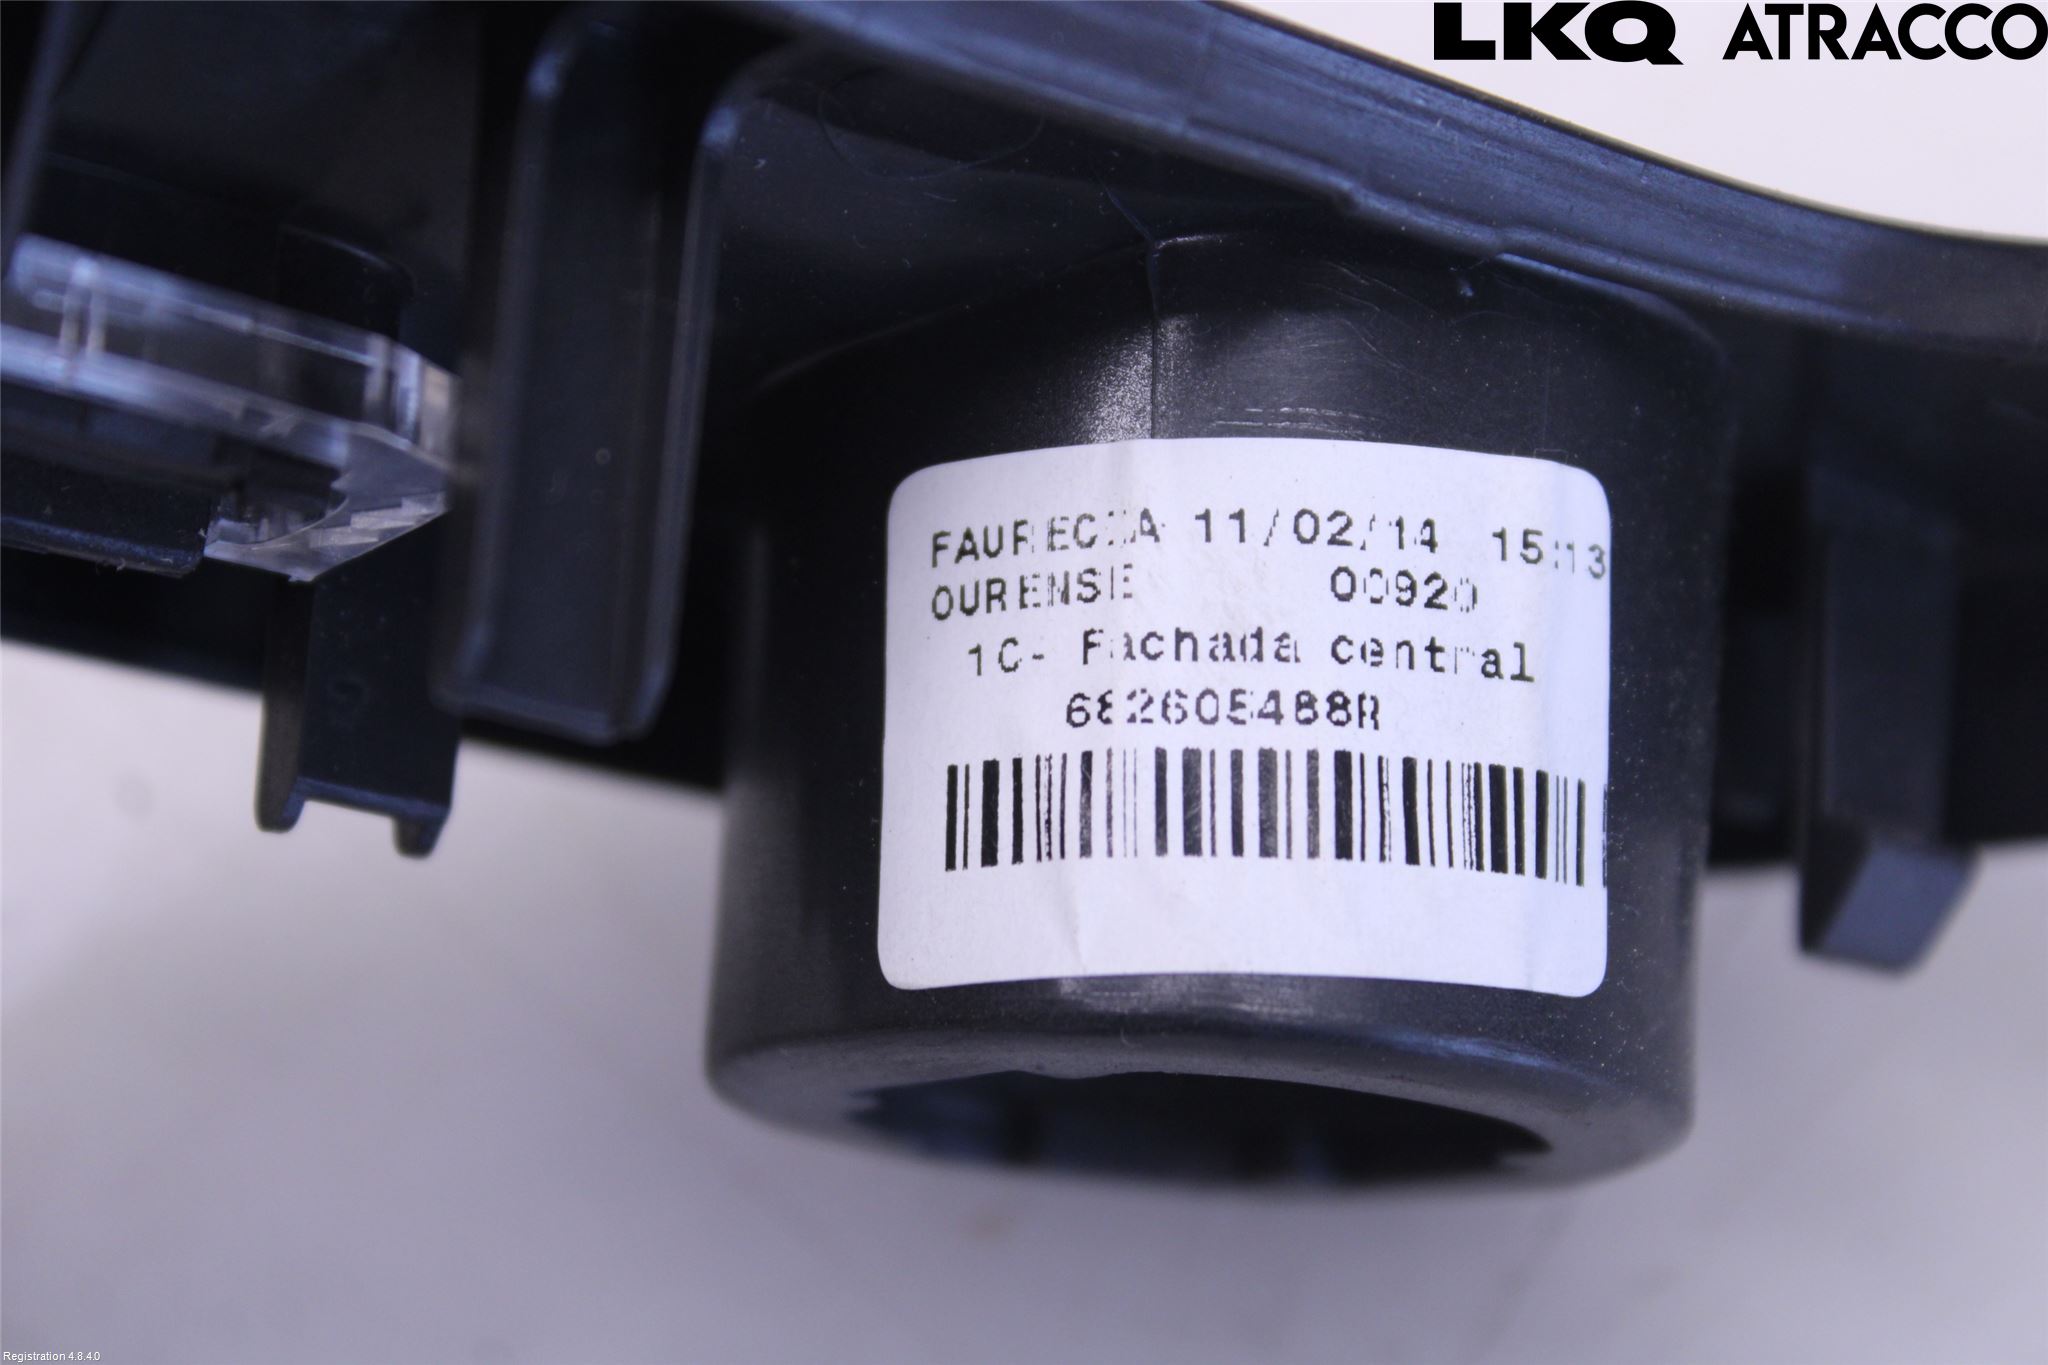 LKQ ATRACCO
FAURECIA 11/02/14 15:13
OURENSE 00920
1C- Fachada central
682605488R
Registration 4.8.4.0